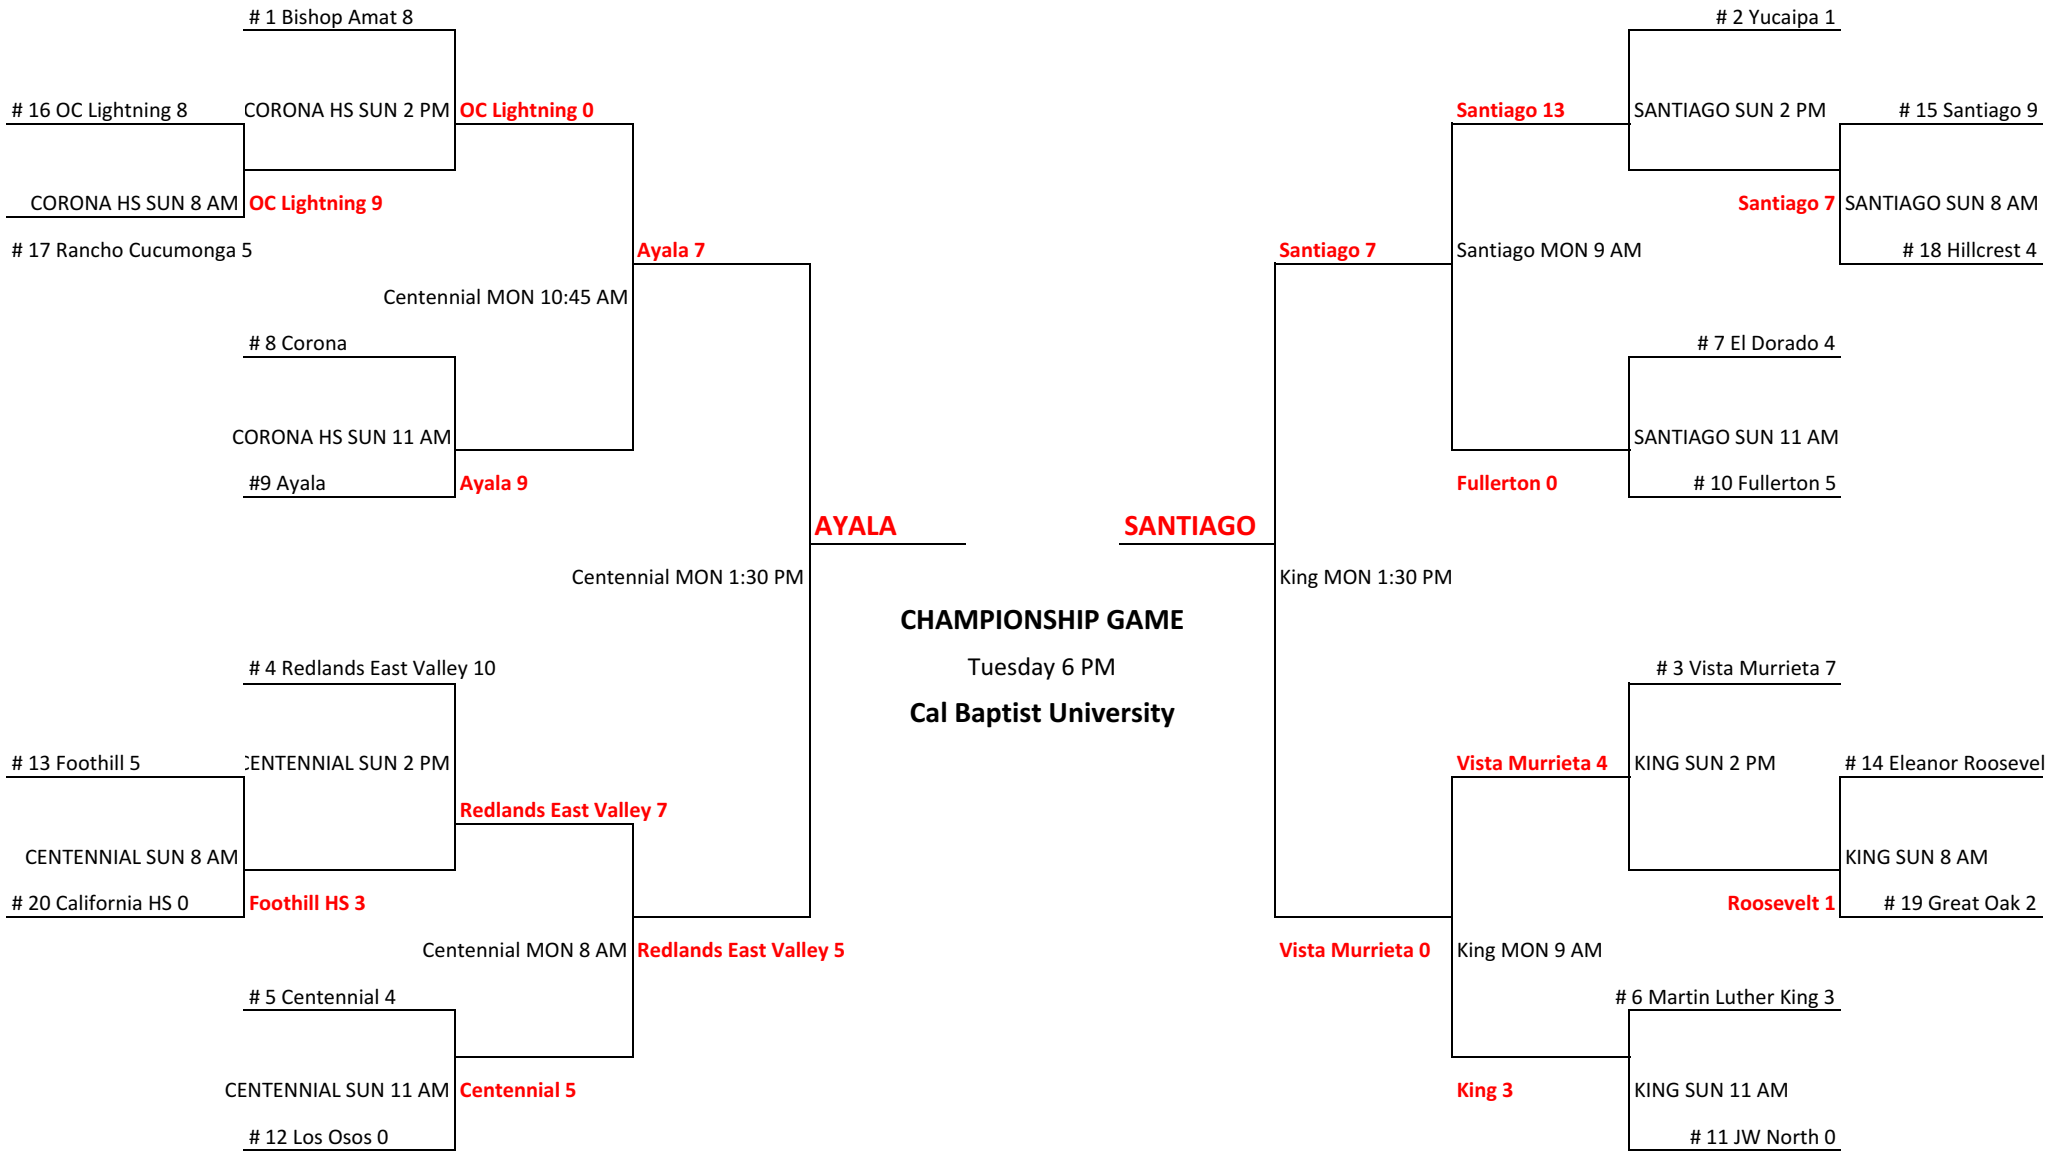 # 1 Bishop Amat 8
# 2 Yucaipa 1
# 16 OC Lightning 8
CORONA HS SUN 2 PM
OC Lightning 0
Santiago 13
SANTIAGO SUN 2 PM
# 15 Santiago 9
CORONA HS SUN 8 AM
OC Lightning 9
Santiago 7
SANTIAGO SUN 8 AM
# 17 Rancho Cucumonga 5
Ayala 7
Santiago 7
Santiago MON 9 AM
# 18 Hillcrest 4
Centennial MON 10:45 AM
# 8 Corona
# 7 El Dorado 4
CORONA HS SUN 11 AM
SANTIAGO SUN 11 AM
#9 Ayala
Ayala 9
Fullerton 0
# 10 Fullerton 5
AYALA
SANTIAGO
Centennial MON 1:30 PM
King MON 1:30 PM
CHAMPIONSHIP GAME
# 4 Redlands East Valley 10
Tuesday 6 PM
# 3 Vista Murrieta 7
Cal Baptist University
# 13 Foothill 5
CENTENNIAL SUN 2 PM
Vista Murrieta 4
KING SUN 2 PM
# 14 Eleanor Roosevel
Redlands East Valley 7
CENTENNIAL SUN 8 AM
KING SUN 8 AM
# 20 California HS 0
Foothill HS 3
Roosevelt 1
# 19 Great Oak 2
Centennial MON 8 AM
Redlands East Valley 5
Vista Murrieta 0
King MON 9 AM
# 5 Centennial 4
# 6 Martin Luther King 3
CENTENNIAL SUN 11 AM
Centennial 5
King 3
KING SUN 11 AM
# 12 Los Osos 0
# 11 JW North 0